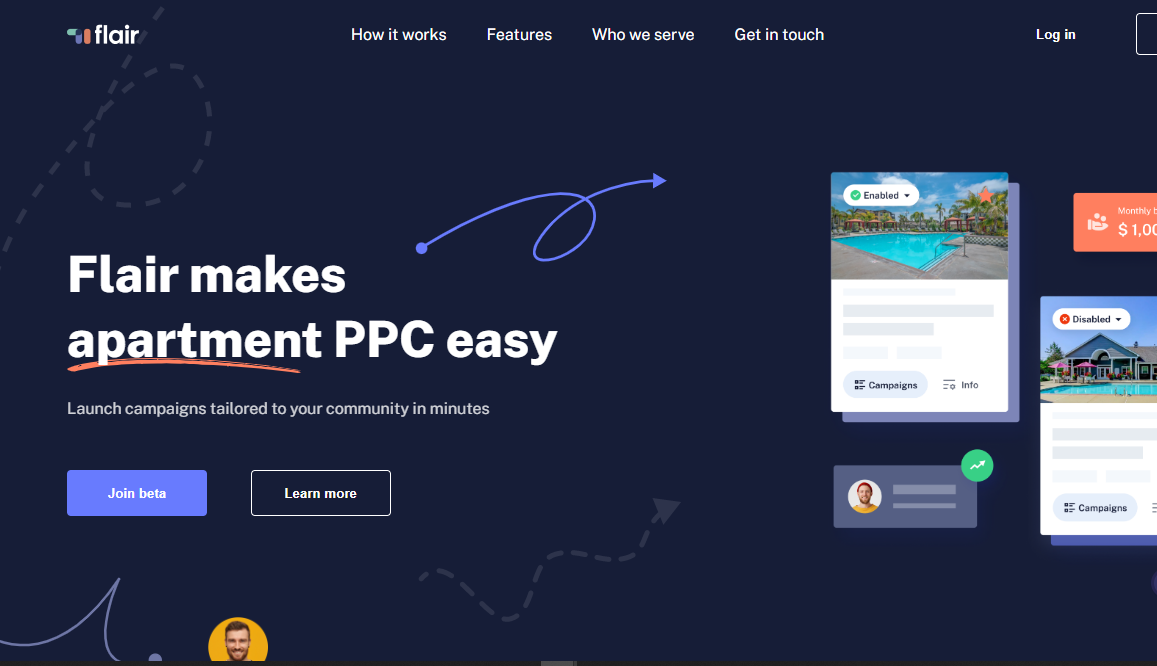 flair
How it works
Features
Who we serve
Get in touch
Log in
Flair makes
apartment PPC easy
Launch campaigns tailored to your community in minutes
Join beta
Learn more
Enabled
Campaigns
Info
Monthly
$ 1,00
Disabled
Campaigns